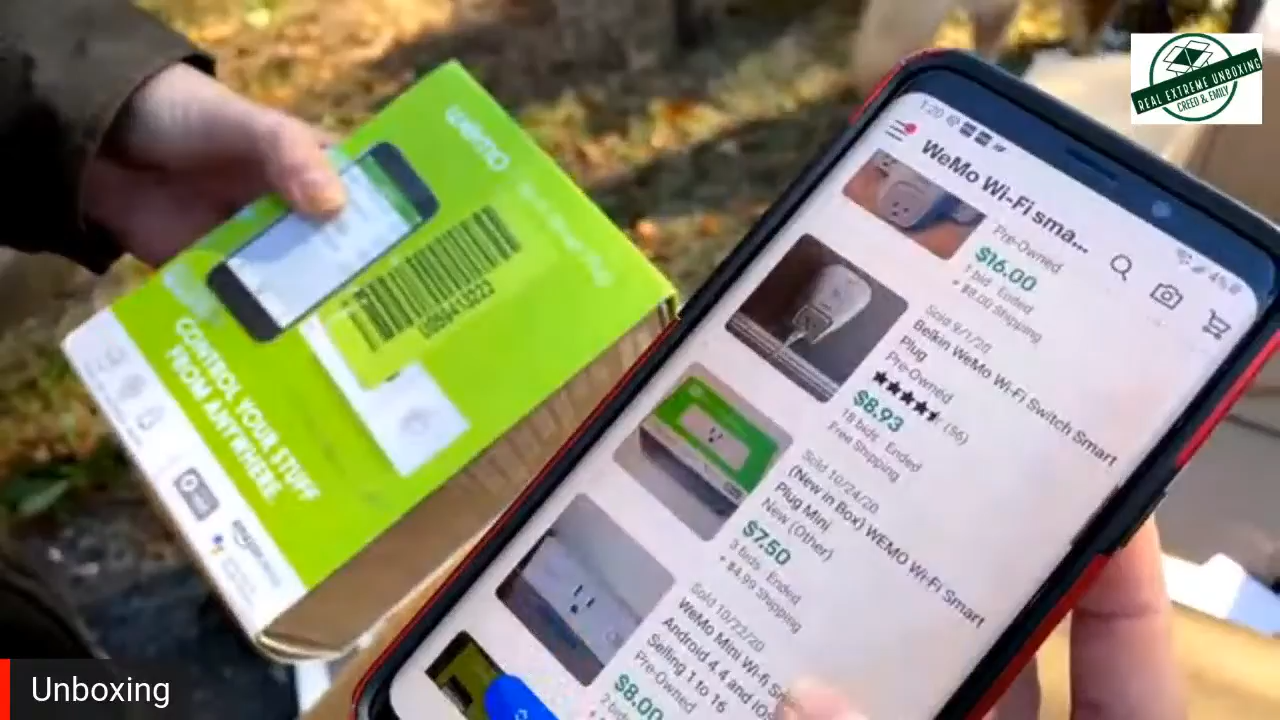 REAL EXTREME UNBOXING
CREED & EMILY
wemo
CONTROL YOUR STUFF
FROM ANYWHERE.
1:20
4%
WeMo Wi-Fi sma...
Pre-Owned
$16.00
1 bid · Ended
+ $8.00 Shipping
Sold 9/1/20
Belkin WeMo Wi-Fi Switch Smart
Plug
Pre-Owned
(56)
$8.93
18 bids · Ended
Free Shipping
Sold 10/24/20
(New in Box) WEMO Wi-Fi Smart
Plug Mini
New (Other)
$7.50
3 bids · Ended
+ $4.99 Shipping
Sold 10/22/20
WeMo Mini Wi-fi
Android 4.4 and iOS
Selling 1 to 16
Pre-Owned
$8.00
Unboxing